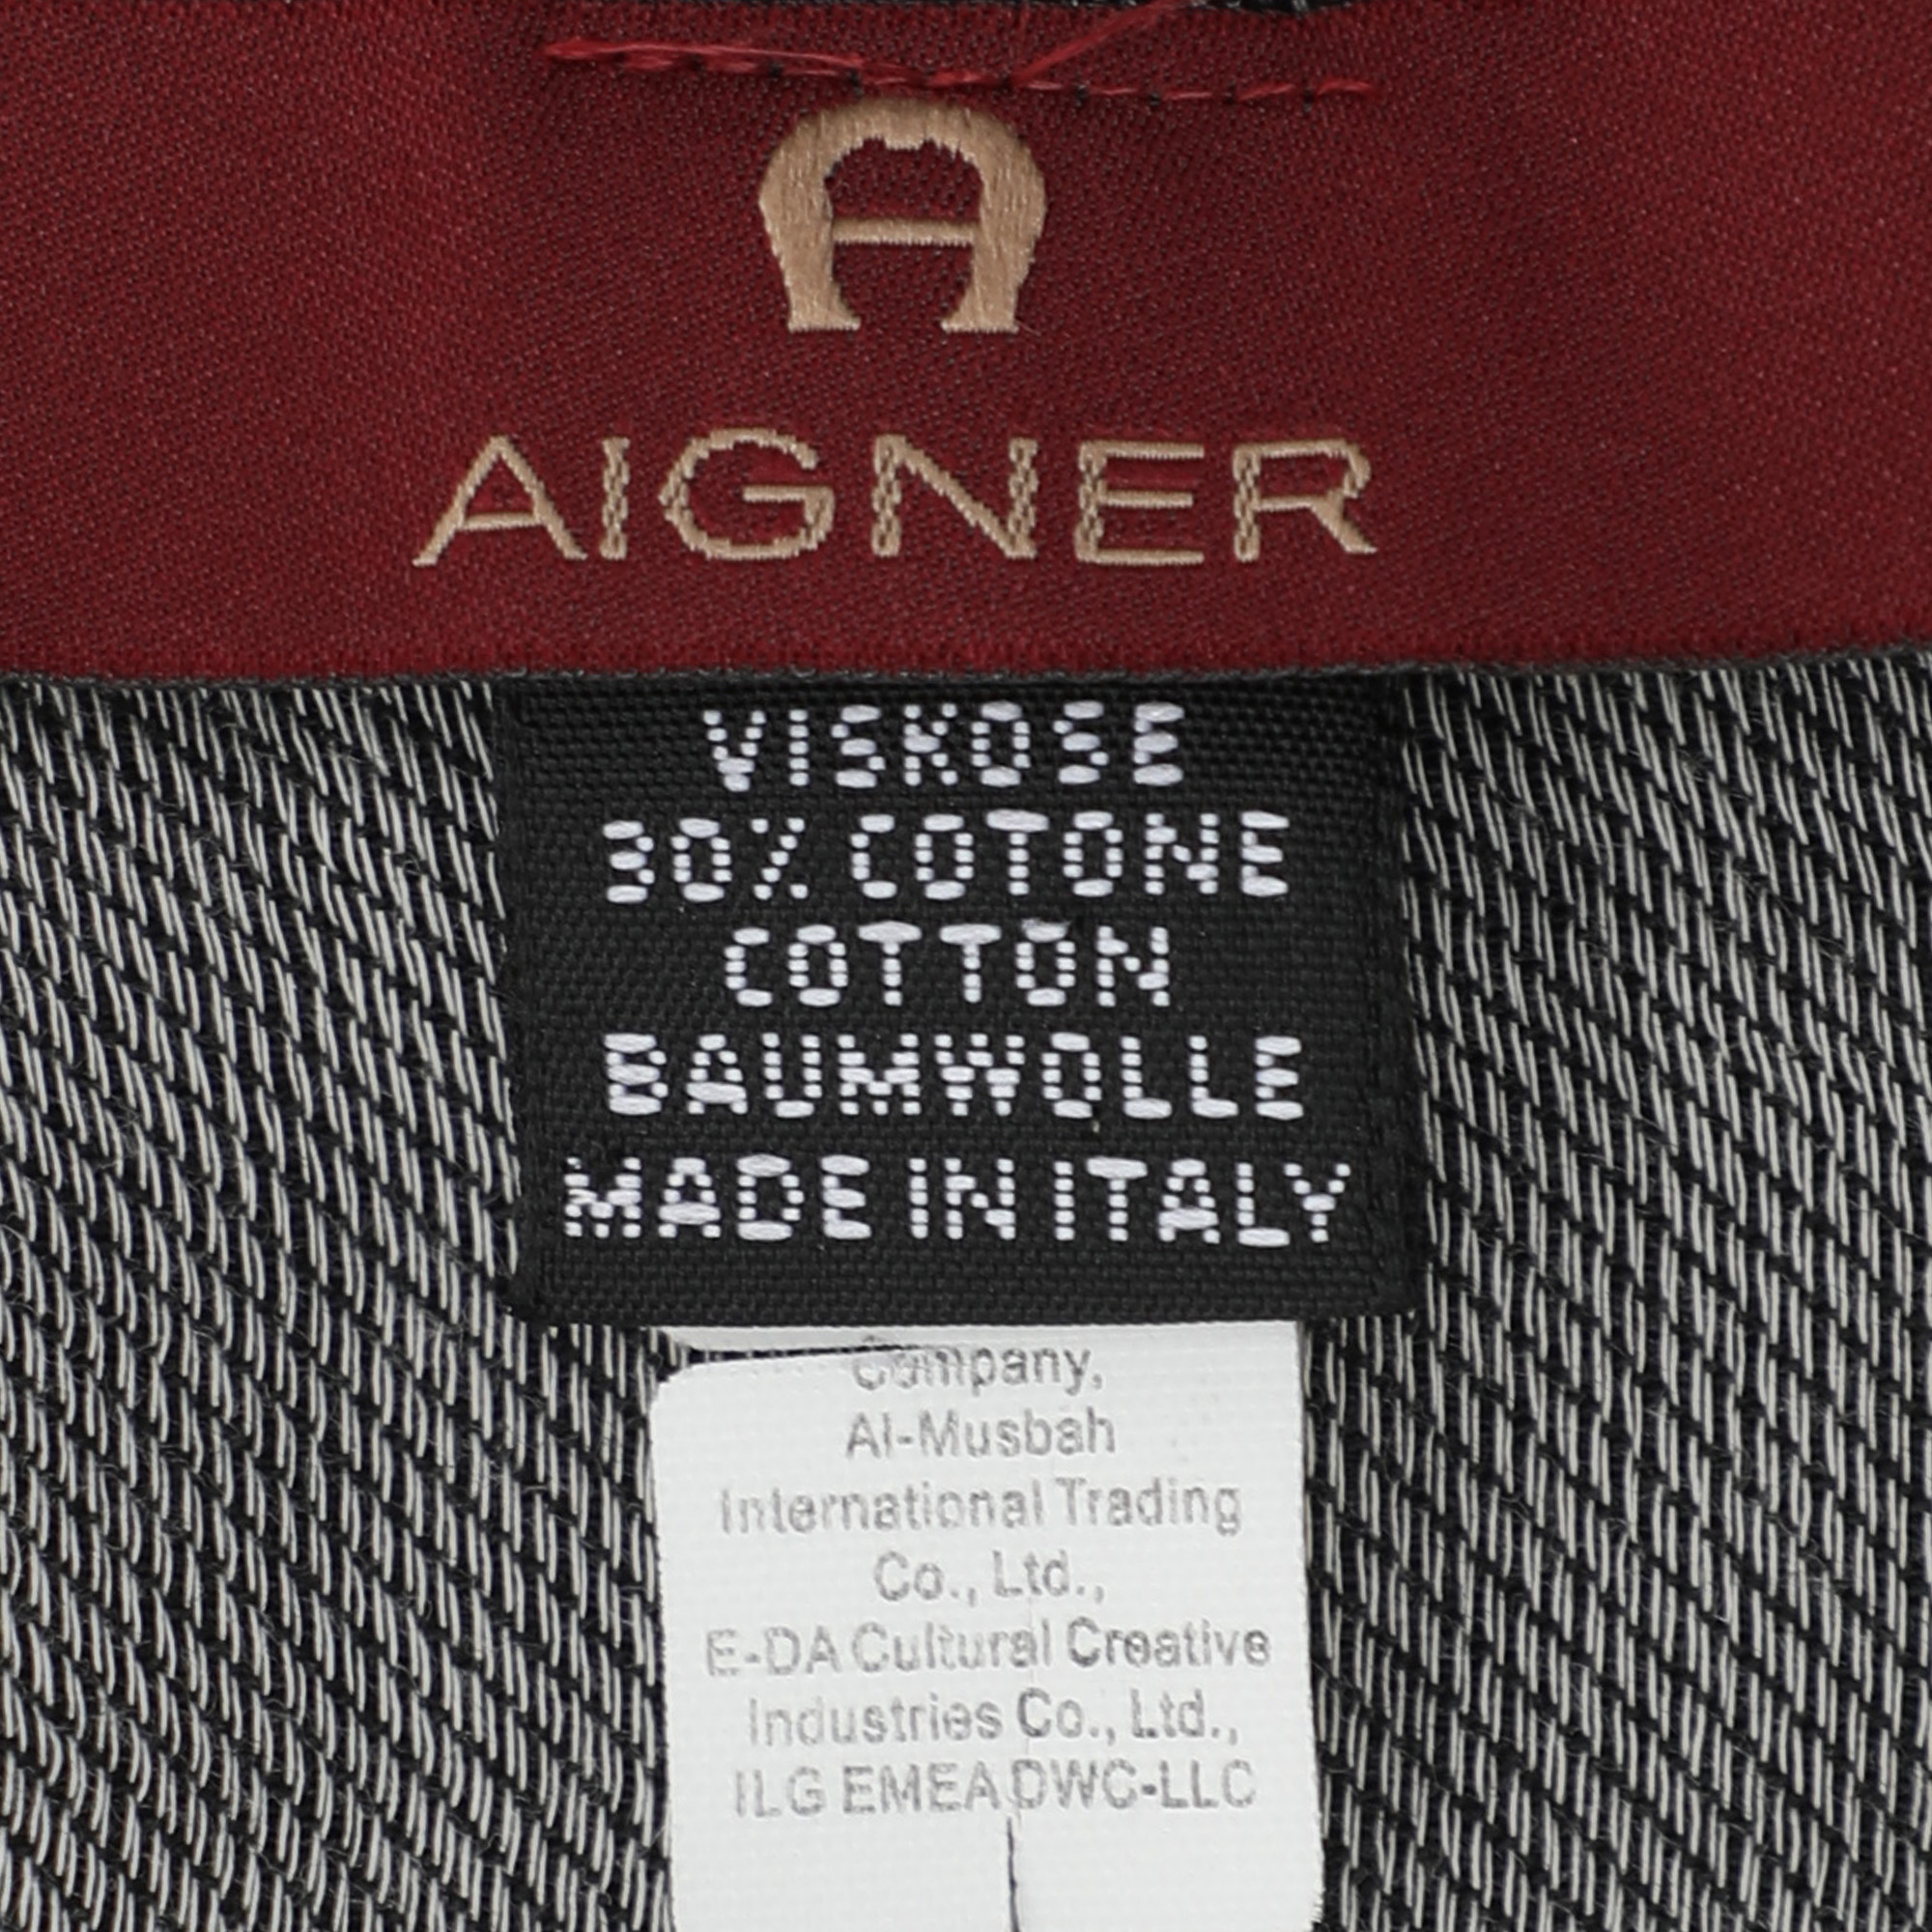 A
AIGNER
VISKOSE
30% COTONE
COTTON
BAUMWOLLE
MADE IN ITALY
Company,
Al-Musbah
International Trading
Co., Ltd.,
E-DA Cultural Creative
Industries Co., Ltd.,
ILG EMEA DWC-LLC